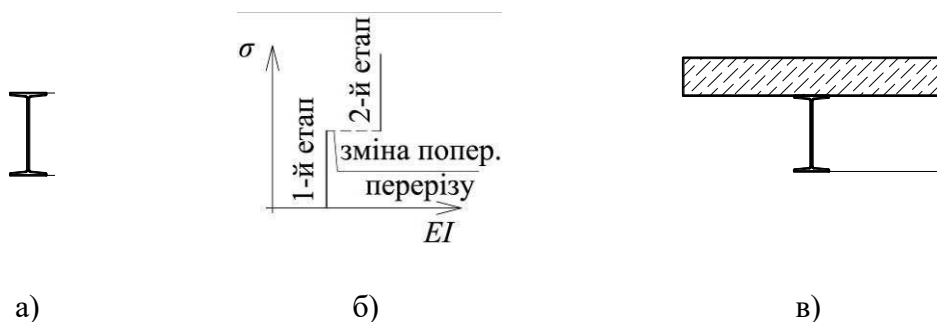 σ
1-й етап
2-й етап
зміна попер.
перерізу
EI
а)
б)
в)